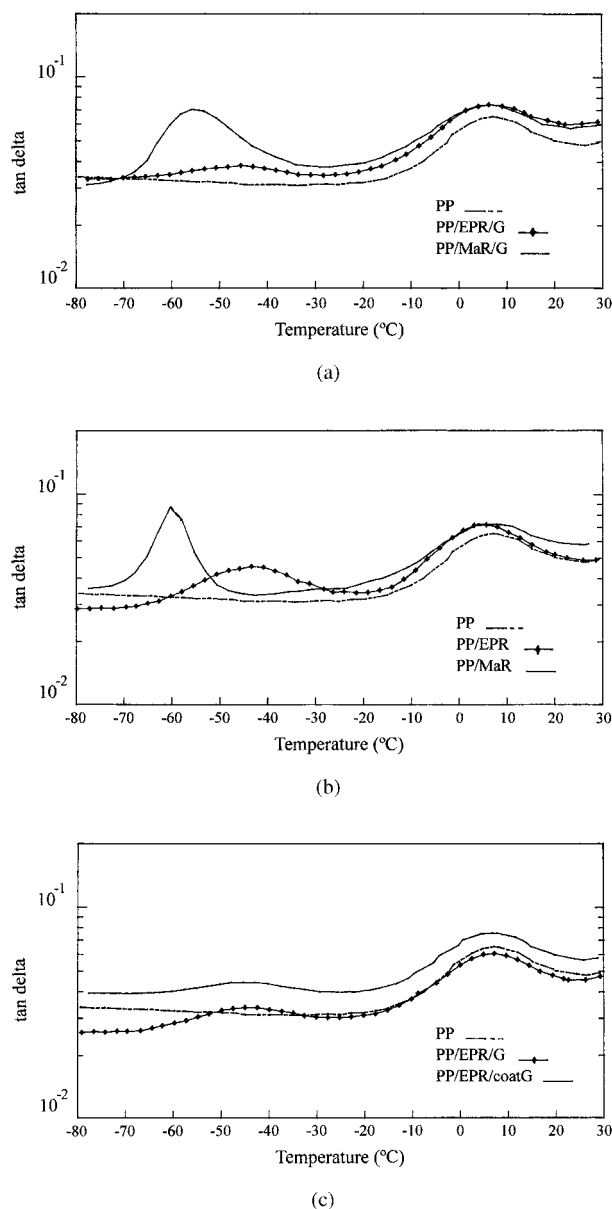 10⁻¹
tan delta
PP
PP/EPR/G
PP/MaR/G
10⁻²
-80 -70 -60 -50 -40 -30 -20 -10 0 10 20 30
Temperature (ºC)
(a)
10⁻¹
tan delta
PP
PP/EPR
PP/MaR
10⁻²
-80 -70 -60 -50 -40 -30 -20 -10 0 10 20 30
Temperature (ºC)
(b)
10⁻¹
tan delta
PP
PP/EPR/G
PP/EPR/coatG
10⁻²
-80 -70 -60 -50 -40 -30 -20 -10 0 10 20 30
Temperature (ºC)
(c)